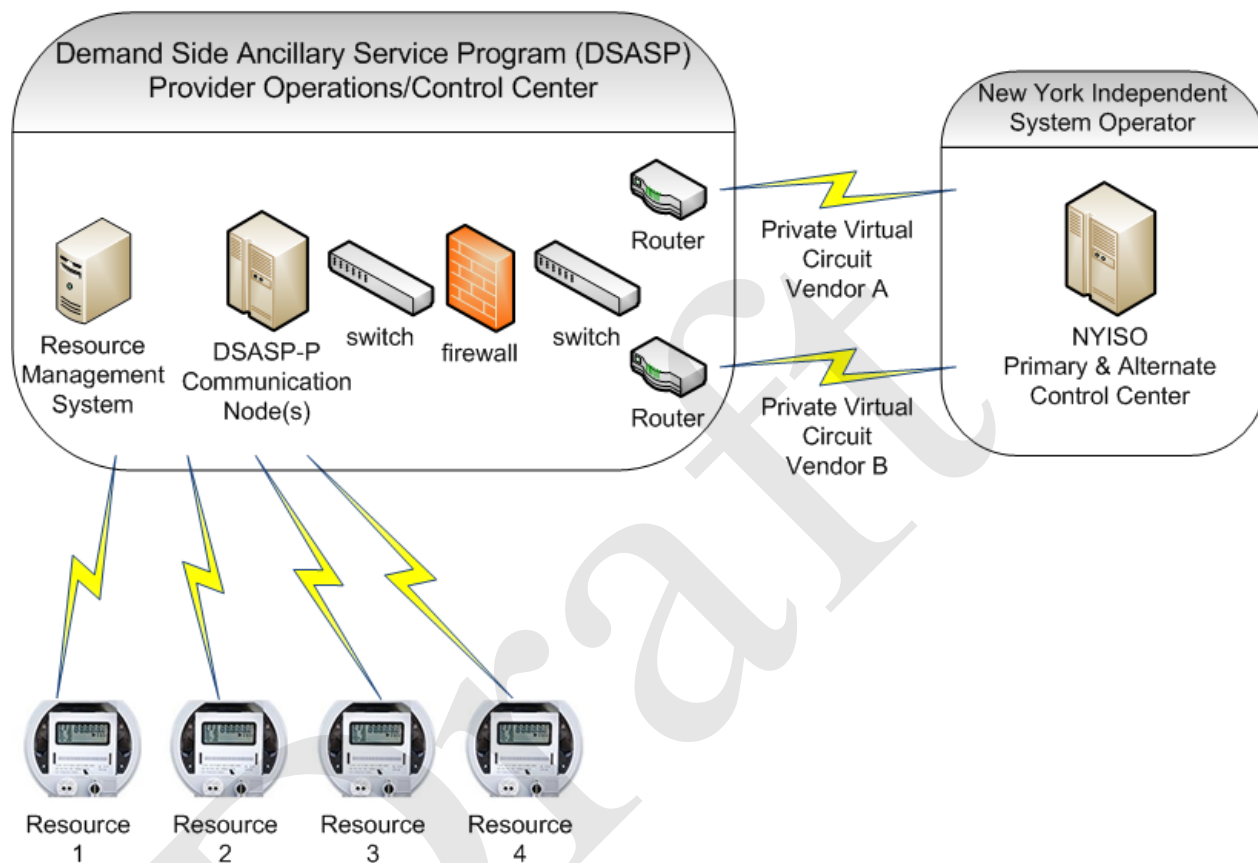 Demand Side Ancillary Service Program (DSASP)
Provider Operations/Control Center
New York Independent
System Operator
Router
Private Virtual
Circuit
Vendor A
Resource
Management
System
DSASP-P
Communication
Node(s)
switch
firewall
switch
Router
Private Virtual
Circuit
Vendor B
NYISO
Primary & Alternate
Control Center
Resource
1
Resource
2
Resource
3
Resource
4
Draft